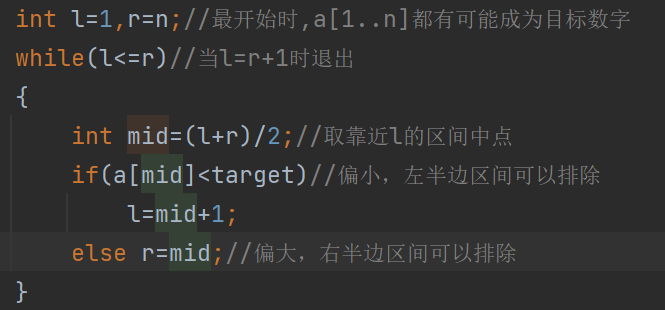 int l=1,r=n;//最开始时,a[1..n]都有可能成为目标数字
while(l<=r)//当l=r+1时退出
{
int mid=(l+r)/2;//取靠近l的区间中点
if(a[mid]<target)//偏小，左半边区间可以排除
l=mid+1;
else r=mid;//偏大，右半边区间可以排除
}